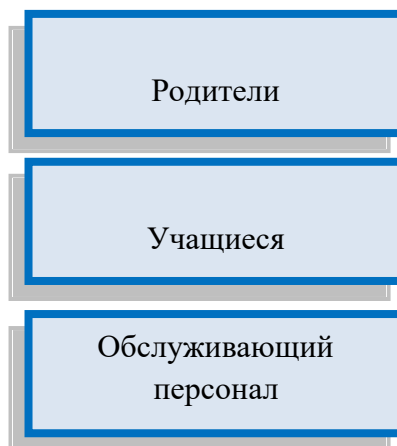 Родители
Учащиеся
Обслуживающий
персонал